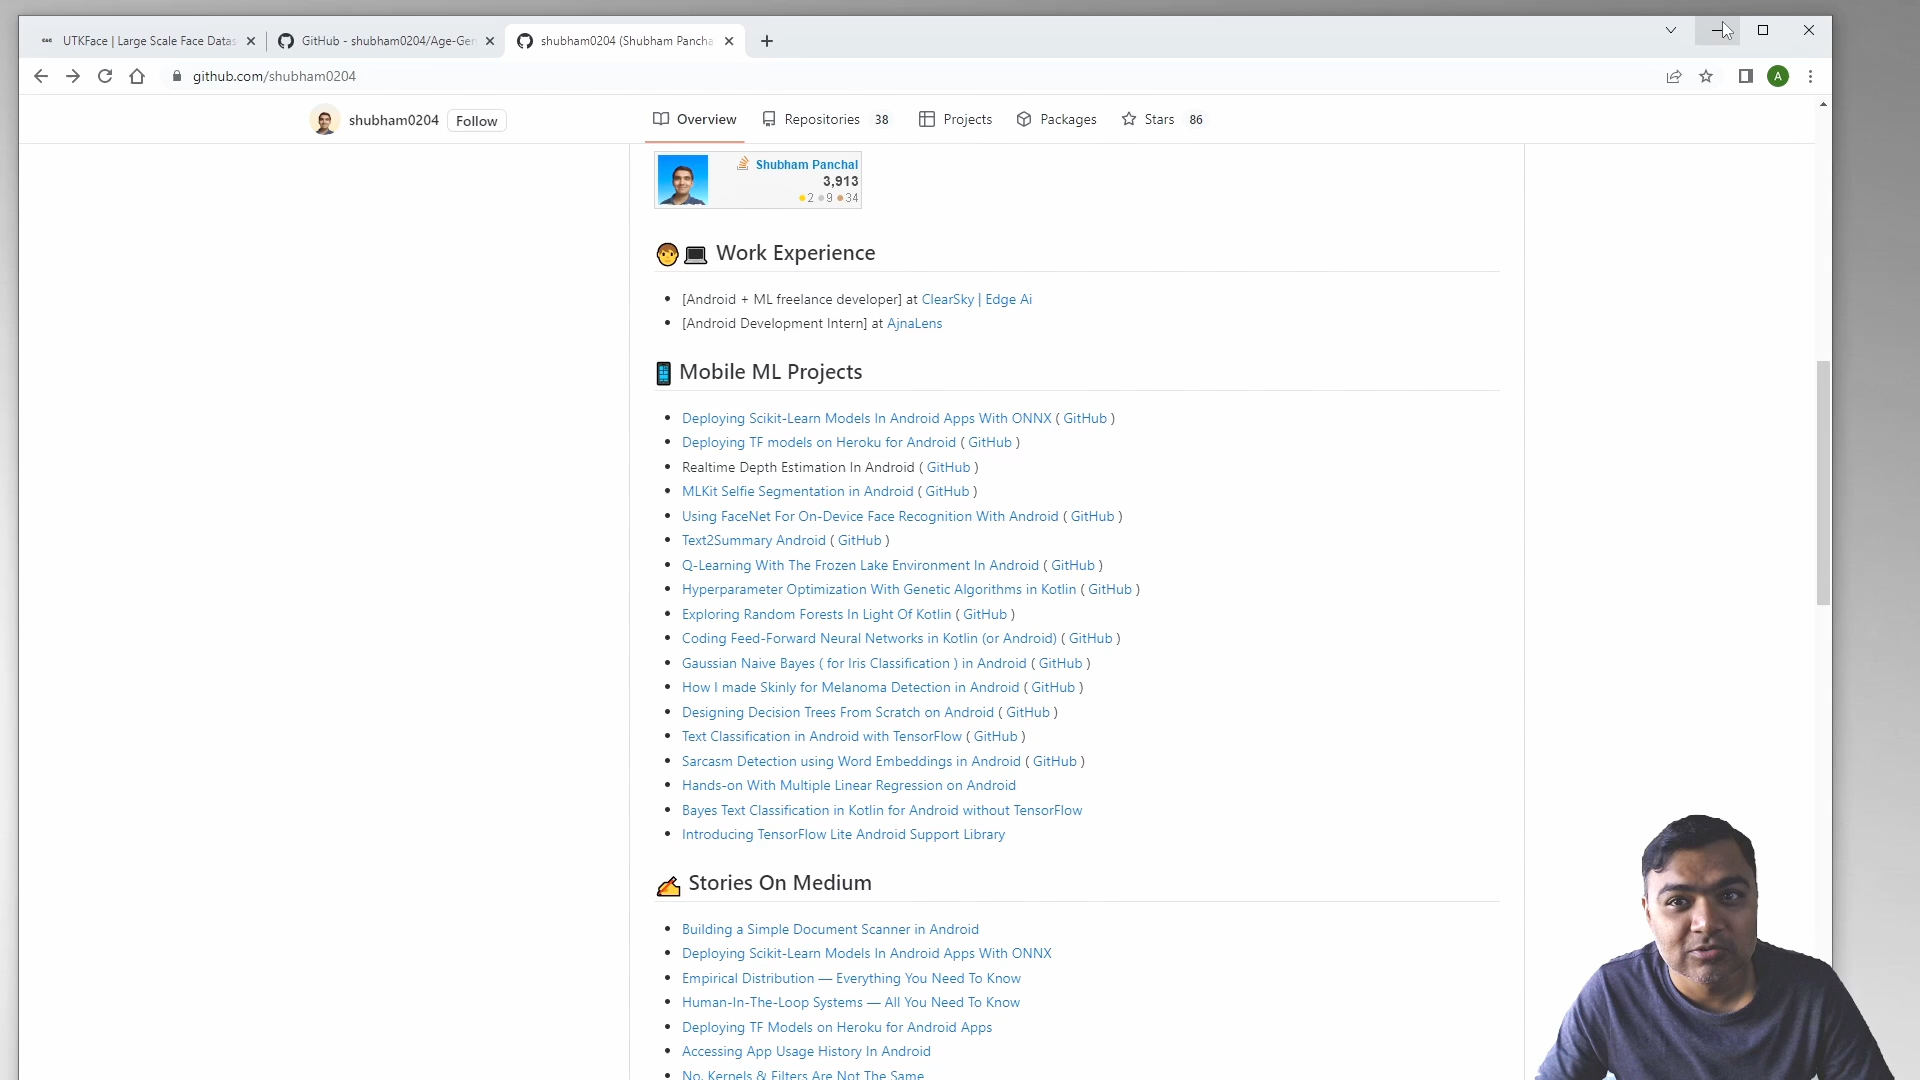 UTKFace | Large Scale Face Datas
GitHub - shubham0204/Age-Gen
shubham0204 (Shubham Pancha
github.com/shubham0204
A
shubham0204
Follow
Overview
Repositories 38
Projects
Packages
Stars 86
Shubham Panchal
3,913
2 9 34
Work Experience
[Android + ML freelance developer] at ClearSky | Edge Ai
[Android Development Intern] at AjnaLens
Mobile ML Projects
Deploying Scikit-Learn Models In Android Apps With ONNX ( GitHub )
Deploying TF models on Heroku for Android ( GitHub )
Realtime Depth Estimation In Android ( GitHub )
MLKit Selfie Segmentation in Android ( GitHub )
Using FaceNet For On-Device Face Recognition With Android ( GitHub )
Text2Summary Android ( GitHub )
Q-Learning With The Frozen Lake Environment In Android ( GitHub )
Hyperparameter Optimization With Genetic Algorithms in Kotlin ( GitHub )
Exploring Random Forests In Light Of Kotlin ( GitHub )
Coding Feed-Forward Neural Networks in Kotlin (or Android) ( GitHub )
Gaussian Naive Bayes ( for Iris Classification ) in Android ( GitHub )
How I made Skinly for Melanoma Detection in Android ( GitHub )
Designing Decision Trees From Scratch on Android ( GitHub )
Text Classification in Android with TensorFlow ( GitHub )
Sarcasm Detection using Word Embeddings in Android ( GitHub )
Hands-on With Multiple Linear Regression on Android
Bayes Text Classification in Kotlin for Android without TensorFlow
Introducing TensorFlow Lite Android Support Library
Stories On Medium
Building a Simple Document Scanner in Android
Deploying Scikit-Learn Models In Android Apps With ONNX
Empirical Distribution — Everything You Need To Know
Human-In-The-Loop Systems — All You Need To Know
Deploying TF Models on Heroku for Android Apps
Accessing App Usage History In Android
No, Kernels & Filters Are Not The Same